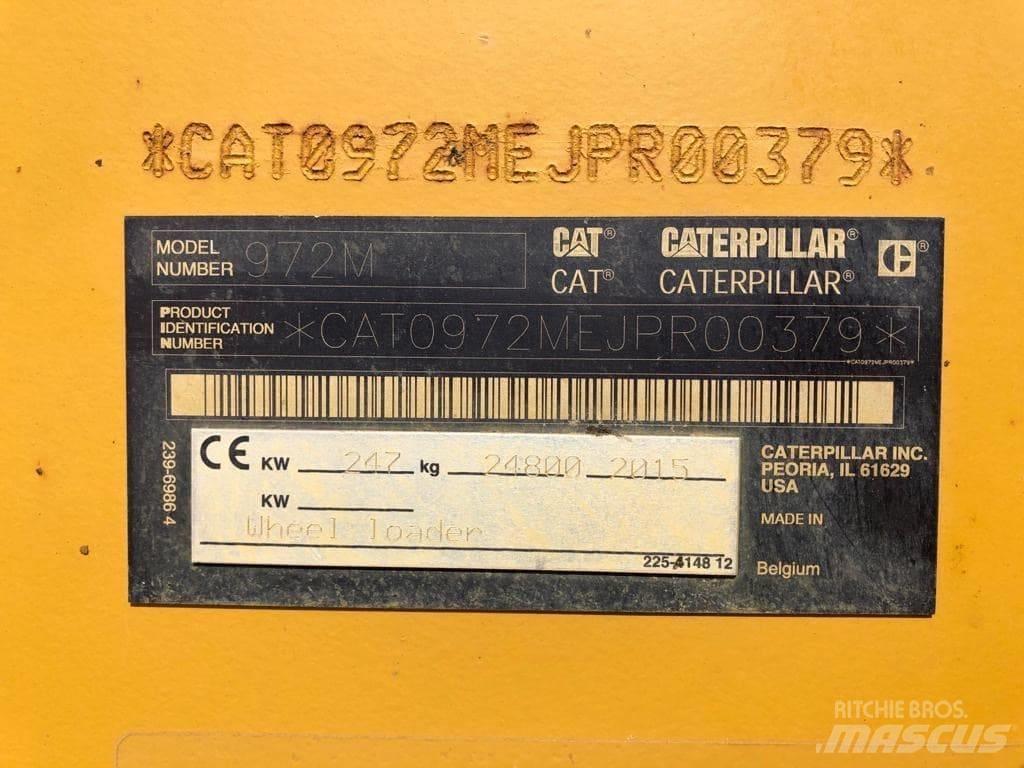 *CAT0972MEJPR00379*
MODEL NUMBER 972M
CAT® CATERPILLAR® CE®
CAT® CATERPILLAR®
PRODUCT IDENTIFICATION NUMBER *CAT0972MEJPR00379*
*CAT0972MEJPR00379*
239-6986 4
CE KW 247 kg 24800 2015
KW
Wheel loader
225-4148 12
CATERPILLAR INC.
PEORIA, IL 61629
USA
MADE IN
Belgium
RITCHIE BROS.
MASCUS